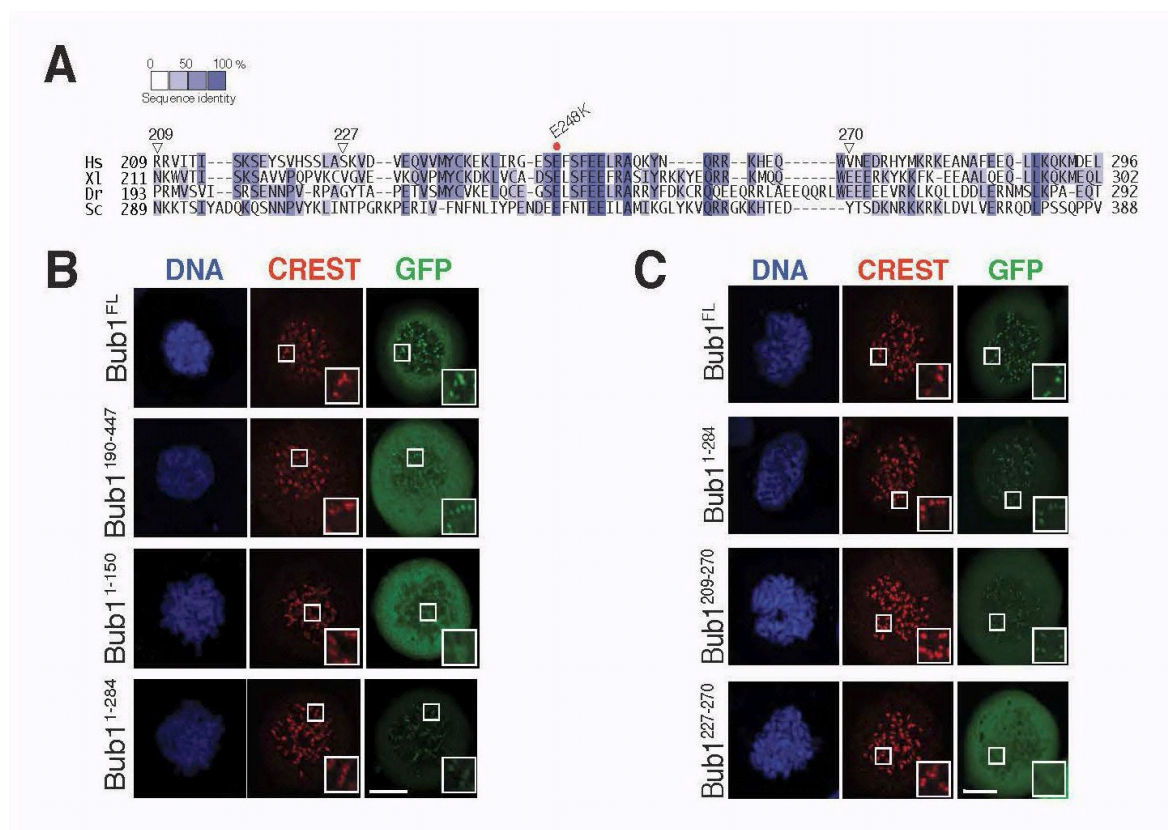 A
0 50 100 %
Sequence identity
209 227 E248K 270
Hs 209 RRVITI---SKSEYSVHSSLASKVD--VEQVVMYCKEKLIRG-ESEFSFEELRAQKYN----QRR--KHEQ------WVNEDRHYMKRKEANAFEEQ-LLKQKMDEL 296
Xl 211 NKWVTI---SKSAVVPQPVKCVGVE--VKQVPMYCKDKLVCA-DSELSFEEFRASIYRKKYEQRR--KMQQ------WEEERKYKKFK-EEAALQEQ-LLKQKMEQL 302
Dr 193 PRMVSVI--SRSENNPV-RPAGYTA--PETVSMYCVKELQCE-GSELSFEELRARRYFDKCRQQEEQRRLAEEQQRLWEEEEEVRKLKQLLDDLERNMSLKPA-EQT 292
Sc 289 NKKTSIYADQKQSNNPVYKLINTPGRKPERIV-FNFNLIYPENDEEFNTEEILAMIKGLYKVQRRGKKHTED------YTSDKNRKKRKLDVLVERRQDLPSSQPPV 388
B
DNA CREST GFP
Bub1FL
Bub1190-447
Bub11-150
Bub11-284
C
DNA CREST GFP
Bub1FL
Bub11-284
Bub1209-270
Bub1227-270